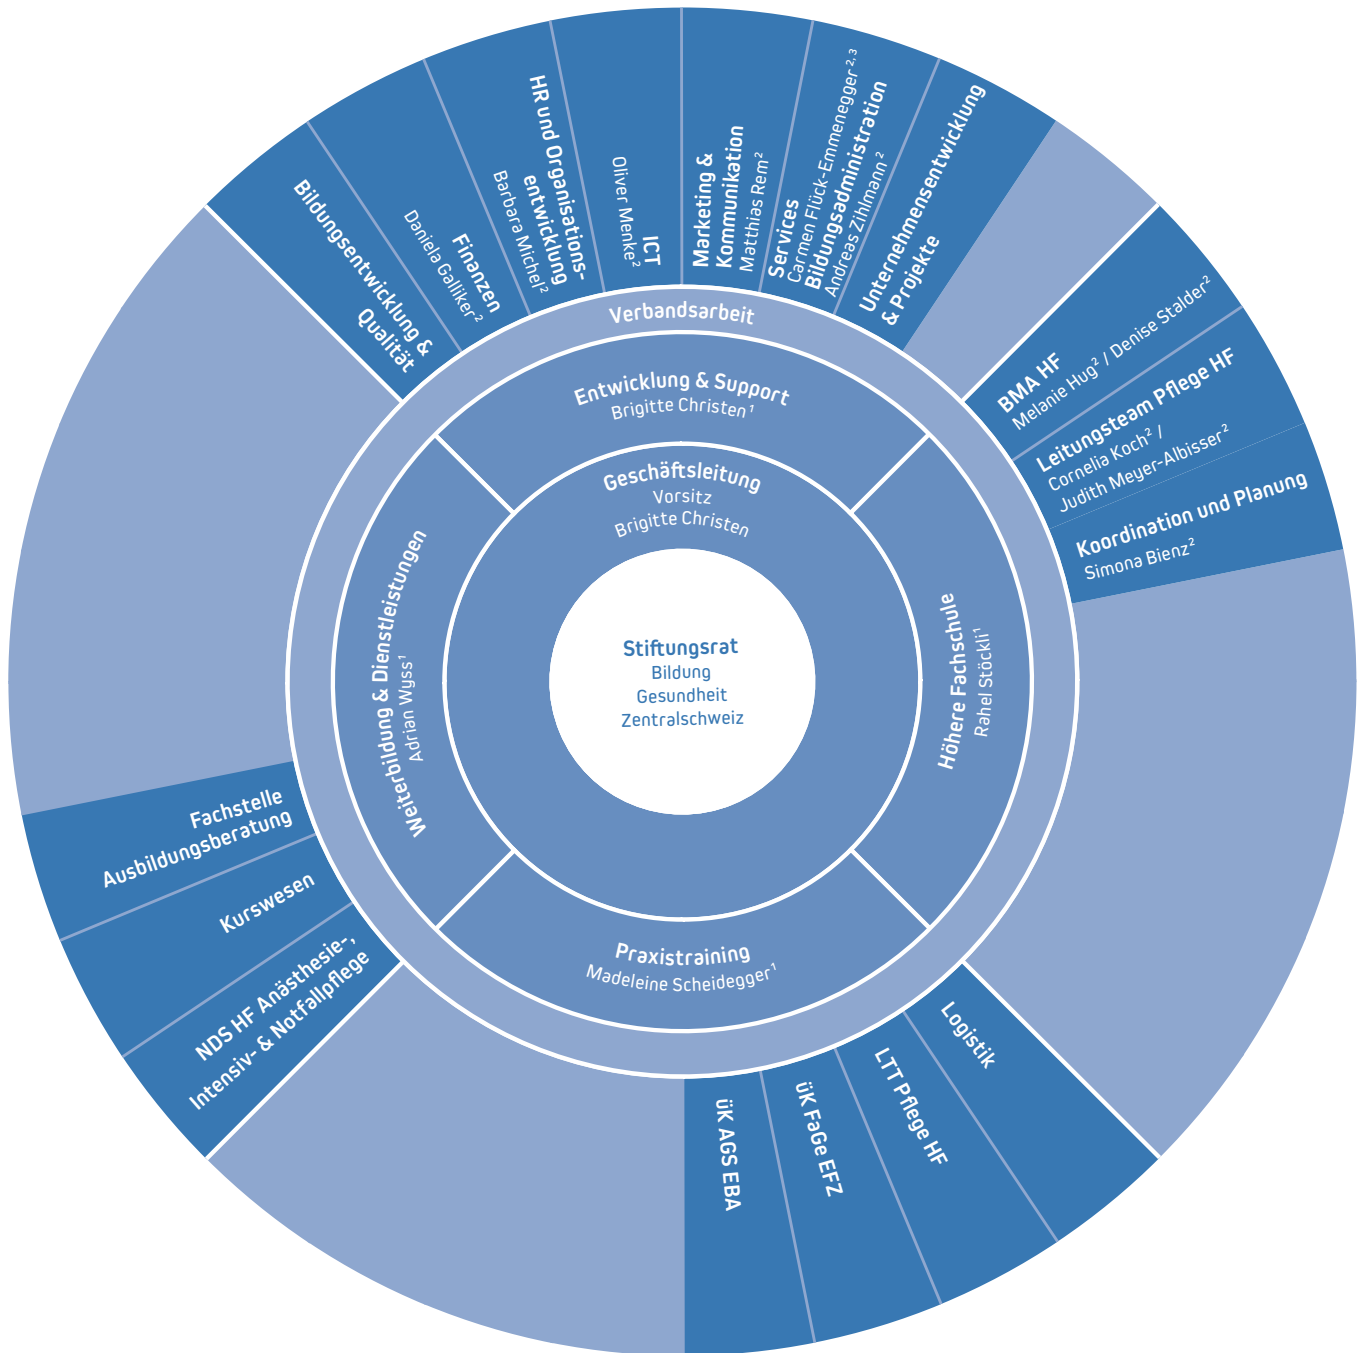 Stiftungsrat
Bildung
Gesundheit
Zentralschweiz
Geschäftsleitung
Vorsitz
Brigitte Christen
Entwicklung & Support
Brigitte Christen¹
Höhere Fachschule
Rahel Stöckli¹
Praxistraining
Madeleine Scheidegger¹
Weiterbildung & Dienstleistungen
Adrian Wyss¹
Verbandsarbeit
Bildungsentwicklung &
Qualität
Finanzen
Daniela Galliker²
HR und Organisations-
entwicklung
Barbara Michel²
ICT
Oliver Menke²
Marketing &
Kommunikation
Matthias Rem²
Services
Carmen Flück-Emmenegger²,³
Bildungsadministration
Andreas Zihlmann²
Unternehmensentwicklung
& Projekte
BMA HF
Melanie Hug² / Denise Stalder²
Leitungsteam Pflege HF
Cornelia Koch² /
Judith Meyer-Albisser²
Koordination und Planung
Simona Bienz²
Logistik
LTT Pflege HF
üK FaGe EFZ
üK AGS EBA
NDS HF Anästhesie-,
Intensiv- & Notfallpflege
Kurswesen
Fachstelle
Ausbildungsberatung